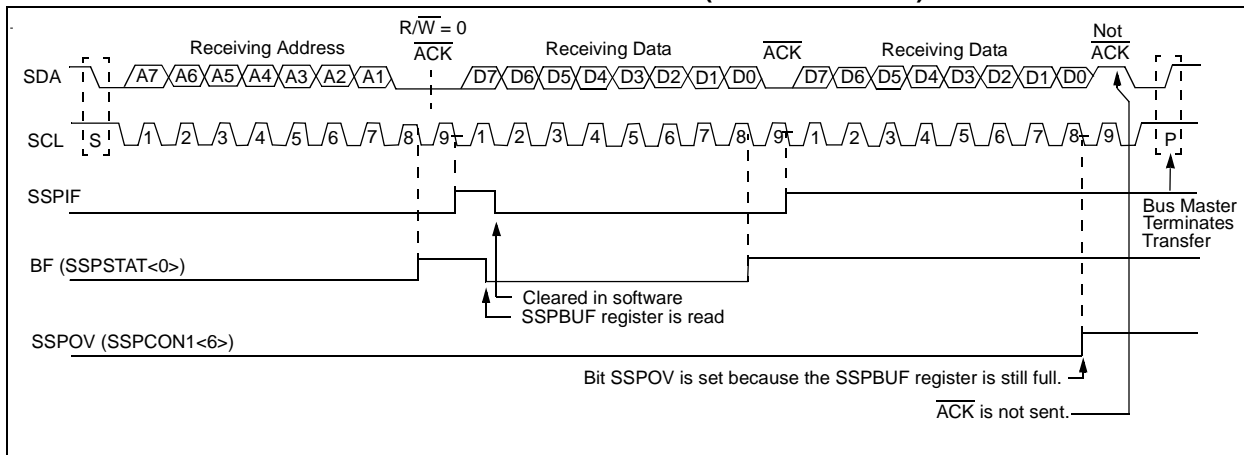 R/W = 0
Receiving Address ACK Receiving Data ACK Receiving Data Not ACK
SDA A7 A6 A5 A4 A3 A2 A1 D7 D6 D5 D4 D3 D2 D1 D0 D7 D6 D5 D4 D3 D2 D1 D0
SCL S 1 2 3 4 5 6 7 8 9 1 2 3 4 5 6 7 8 9 1 2 3 4 5 6 7 8 9 P
SSPIF
Bus Master
Terminates
Transfer
BF (SSPSTAT<0>)
Cleared in software
SSPBUF register is read
SSPOV (SSPCON1<6>)
Bit SSPOV is set because the SSPBUF register is still full.
ACK is not sent.